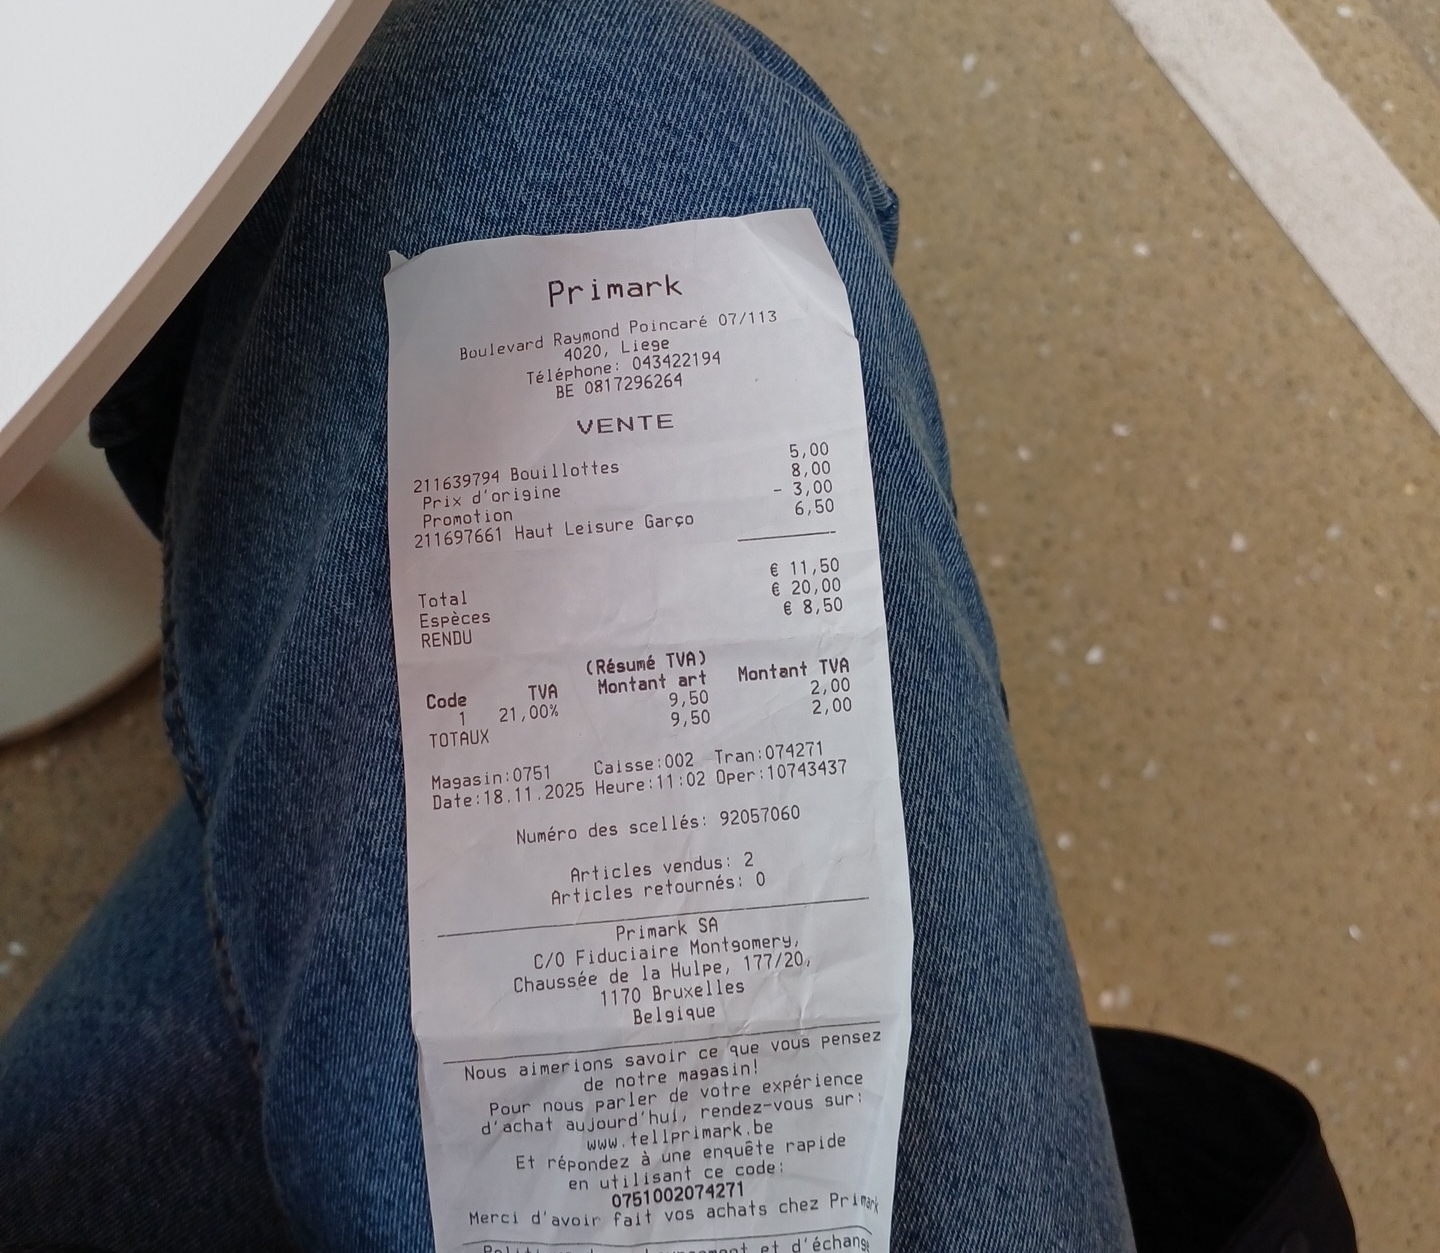 Primark
Boulevard Raymond Poincaré 07/113
4020, Liege
Téléphone: 043422194
BE 0817296264
VENTE
211639794 Bouillottes 5,00
Prix d'origine 8,00
Promotion - 3,00
211697661 Haut Leisure Garço 6,50
Total € 11,50
Espèces € 20,00
RENDU € 8,50
(Résumé TVA)
Code TVA Montant art Montant TVA
1 21,00% 9,50 2,00
TOTAUX 9,50 2,00
Magasin:0751 Caisse:002 Tran:074271
Date:18.11.2025 Heure:11:02 Oper:10743437
Numéro des scellés: 92057060
Articles vendus: 2
Articles retournés: 0
Primark SA
C/O Fiduciaire Montgomery,
Chaussée de la Hulpe, 177/20,
1170 Bruxelles
Belgique
Nous aimerions savoir ce que vous pensez
de notre magasin!
Pour nous parler de votre expérience
d'achat aujourd'hui, rendez-vous sur:
www.tellprimark.be
Et répondez à une enquête rapide
en utilisant ce code:
0751002074271
Merci d'avoir fait vos achats chez Primark
et d'échange